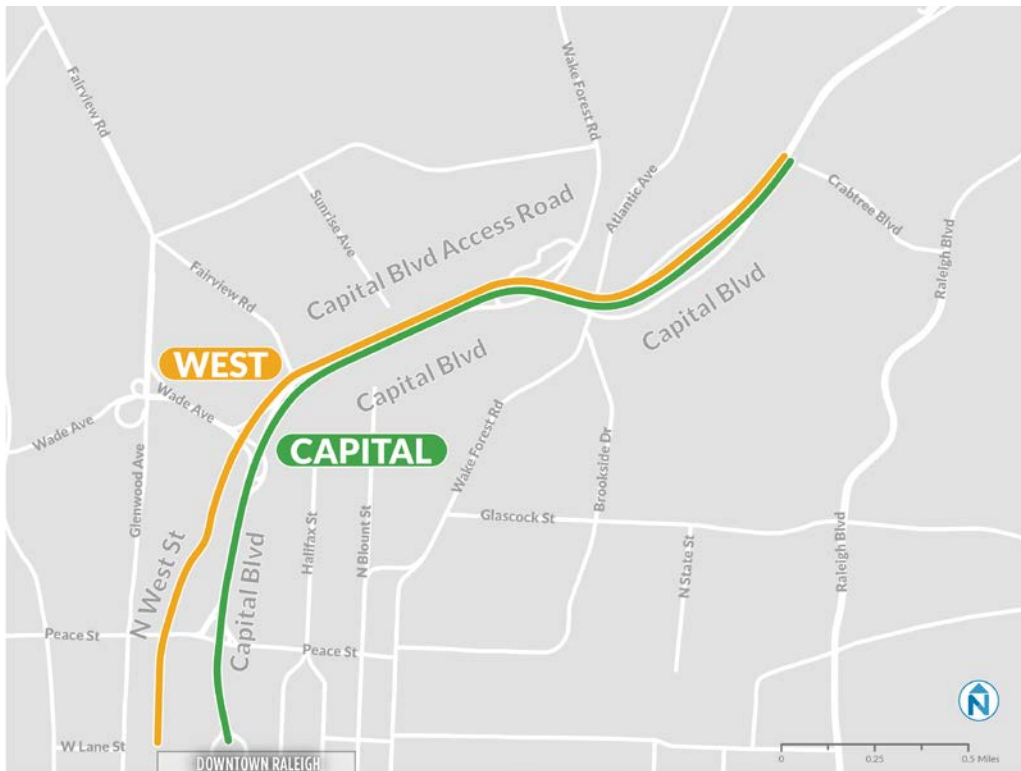 Fairview Rd
Wake Forest Rd
Atlantic Ave
Crabtree Blvd
Raleigh Blvd
Sunrise Ave
Capital Blvd Access Road
Fairview Rd
Capital Blvd
WEST
Capital Blvd
Wade Ave
Wade Ave
CAPITAL
Wake Forest Rd
Brookside Dr
Glenwood Ave
Halifax St
N Blount St
Glascock St
N State St
Raleigh Blvd
N West St
Capital Blvd
Peace St
Peace St
N
W Lane St
DOWNTOWN RALEIGH
0
0.25
0.5 Miles